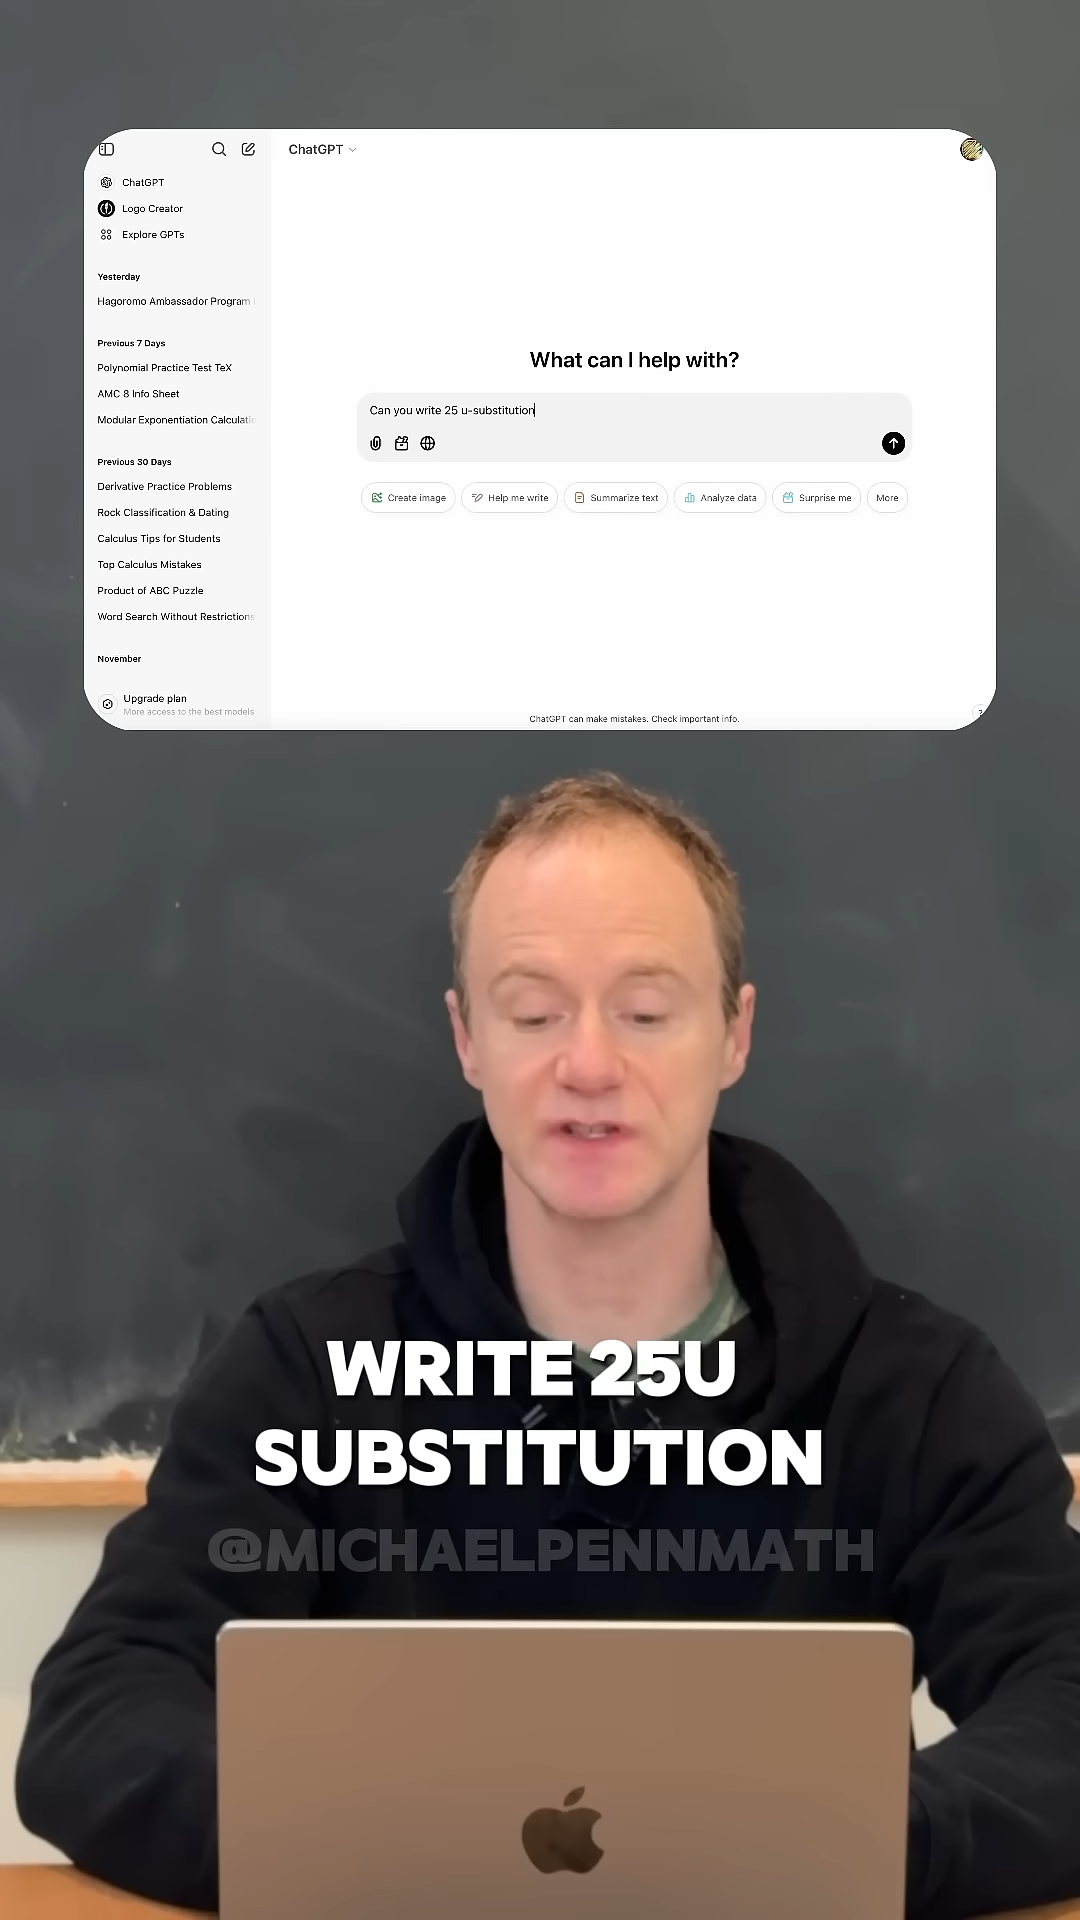 ChatGPT
ChatGPT
Logo Creator
Explore GPTs
Yesterday
Hagoromo Ambassador Program
Previous 7 Days
Polynomial Practice Test TeX
AMC 8 Info Sheet
Modular Exponentiation Calculatio
Previous 30 Days
Derivative Practice Problems
Rock Classification & Dating
Calculus Tips for Students
Top Calculus Mistakes
Product of ABC Puzzle
Word Search Without Restrictions
November
Upgrade plan
More access to the best models
What can I help with?
Can you write 25 u-substitution
Create image Help me write Summarize text Analyze data Surprise me More
ChatGPT can make mistakes. Check important info.
?
WRITE 25U
SUBSTITUTION
@MICHAELPENNMATH